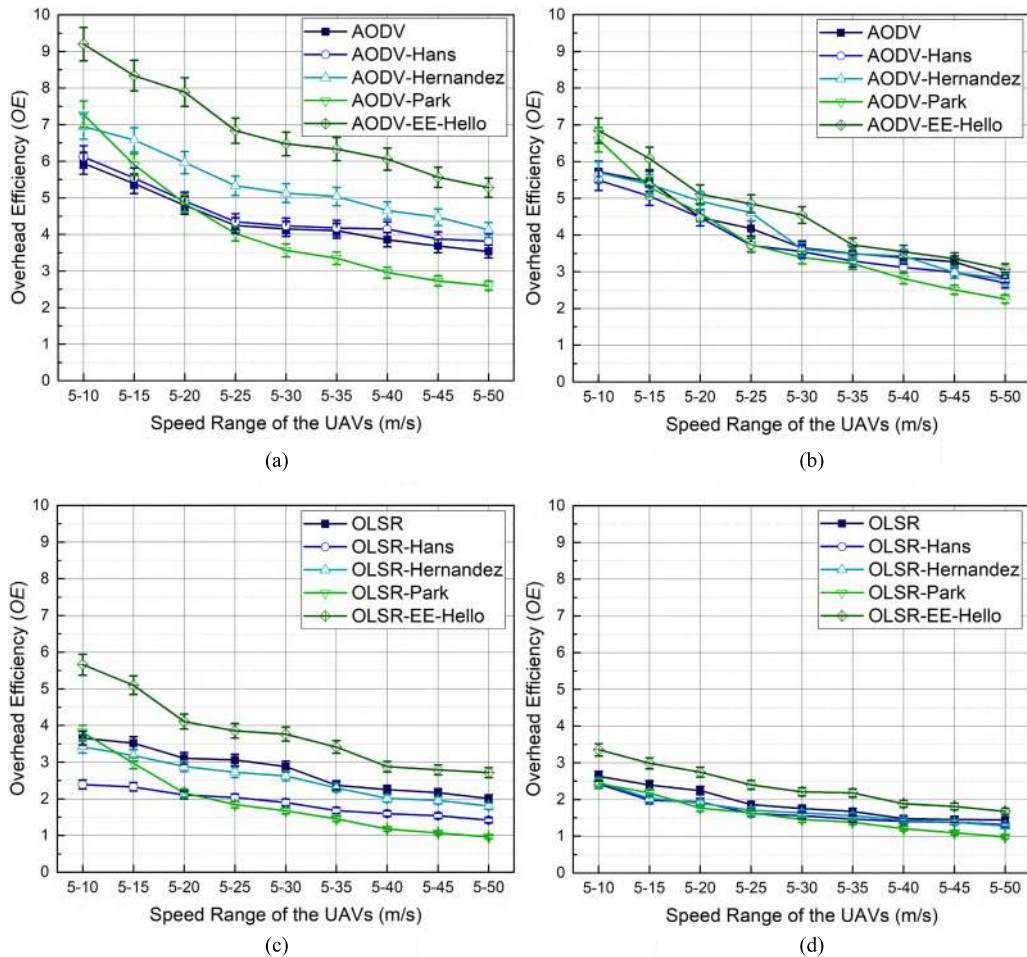 10
9
8
7
6
5
4
3
2
1
0
Overhead Efficiency (OE)
AODV
AODV-Hans
AODV-Hernandez
AODV-Park
AODV-EE-Hello
5-10 5-15 5-20 5-25 5-30 5-35 5-40 5-45 5-50
Speed Range of the UAVs (m/s)
(a)
10
9
8
7
6
5
4
3
2
1
0
Overhead Efficiency (OE)
AODV
AODV-Hans
AODV-Hernandez
AODV-Park
AODV-EE-Hello
5-10 5-15 5-20 5-25 5-30 5-35 5-40 5-45 5-50
Speed Range of the UAVs (m/s)
(b)
10
9
8
7
6
5
4
3
2
1
0
Overhead Efficiency (OE)
OLSR
OLSR-Hans
OLSR-Hernandez
OLSR-Park
OLSR-EE-Hello
5-10 5-15 5-20 5-25 5-30 5-35 5-40 5-45 5-50
Speed Range of the UAVs (m/s)
(c)
10
9
8
7
6
5
4
3
2
1
0
Overhead Efficiency (OE)
OLSR
OLSR-Hans
OLSR-Hernandez
OLSR-Park
OLSR-EE-Hello
5-10 5-15 5-20 5-25 5-30 5-35 5-40 5-45 5-50
Speed Range of the UAVs (m/s)
(d)